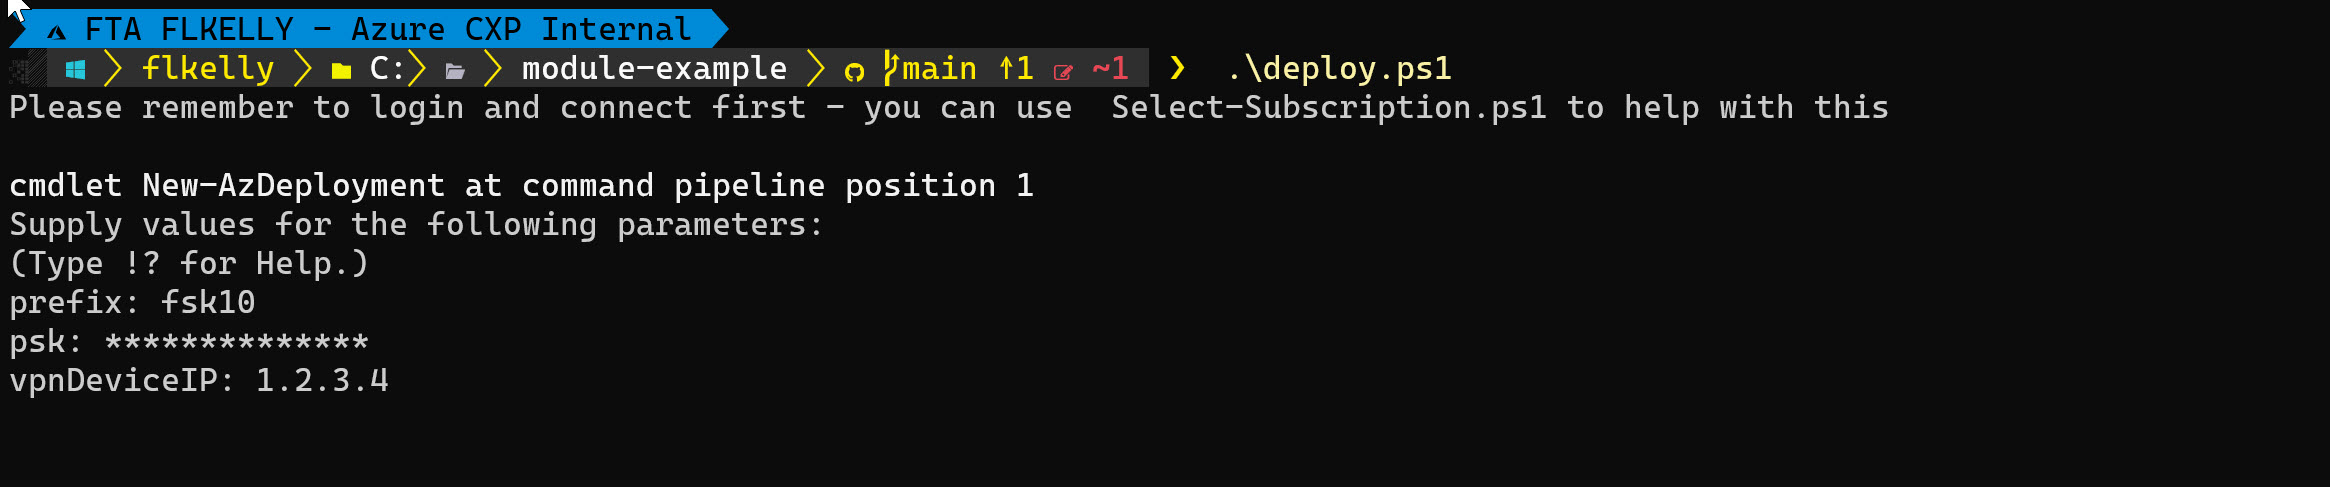 FTA FLKELLY - Azure CXP Internal
flkelly C: module-example main ↑1 ~1 ❯ .\deploy.ps1
Please remember to login and connect first - you can use  Select-Subscription.ps1 to help with this
cmdlet New-AzDeployment at command pipeline position 1
Supply values for the following parameters:
(Type !? for Help.)
prefix: fsk10
psk: **************
vpnDeviceIP: 1.2.3.4